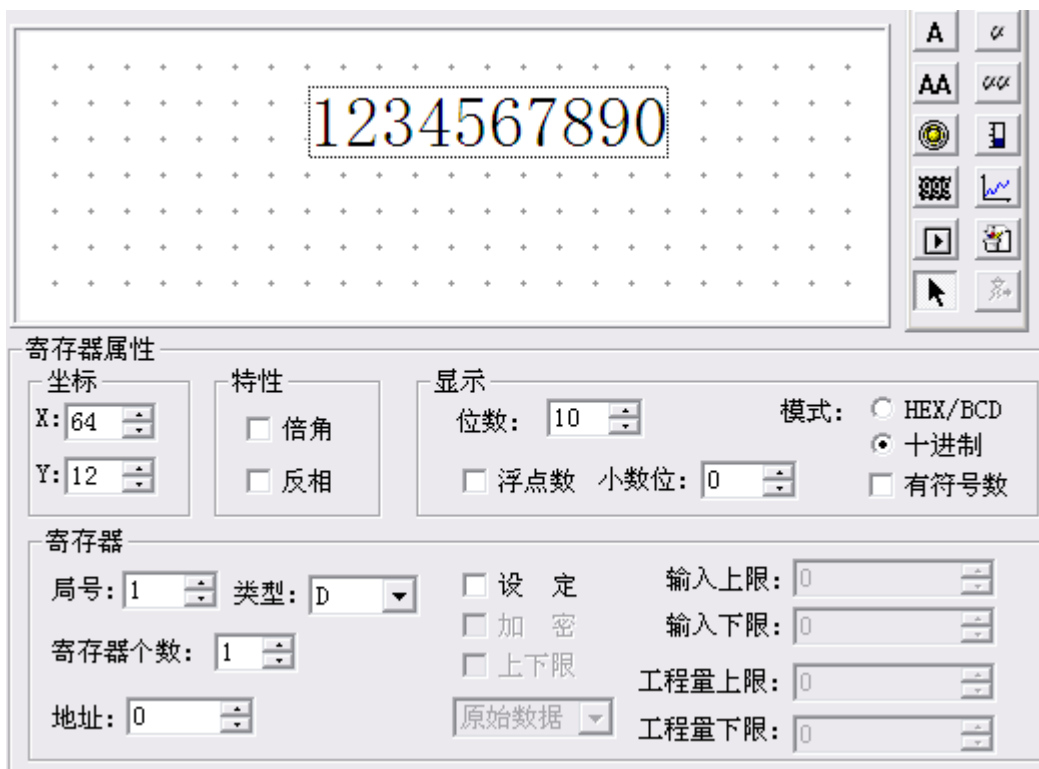 A α
1234567890
AA αα
寄存器属性
坐标 特性 显示
X: 64 倍角 位数: 10 模式: HEX/BCD
十进制
Y: 12 反相 浮点数 小数位: 0 有符号数
寄存器
局号: 1 类型: D 设 定 输入上限: 0
加 密 输入下限: 0
寄存器个数: 1 上下限
工程量上限: 0
地址: 0 原始数据 工程量下限: 0